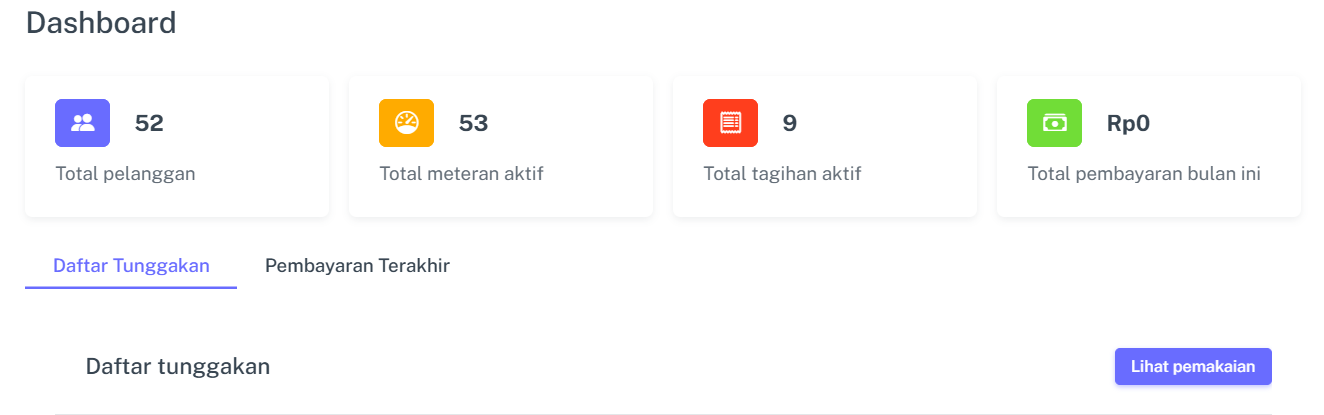 Dashboard
52
Total pelanggan
53
Total meteran aktif
9
Total tagihan aktif
Rp0
Total pembayaran bulan ini
Daftar Tunggakan
Pembayaran Terakhir
Daftar tunggakan
Lihat pemakaian